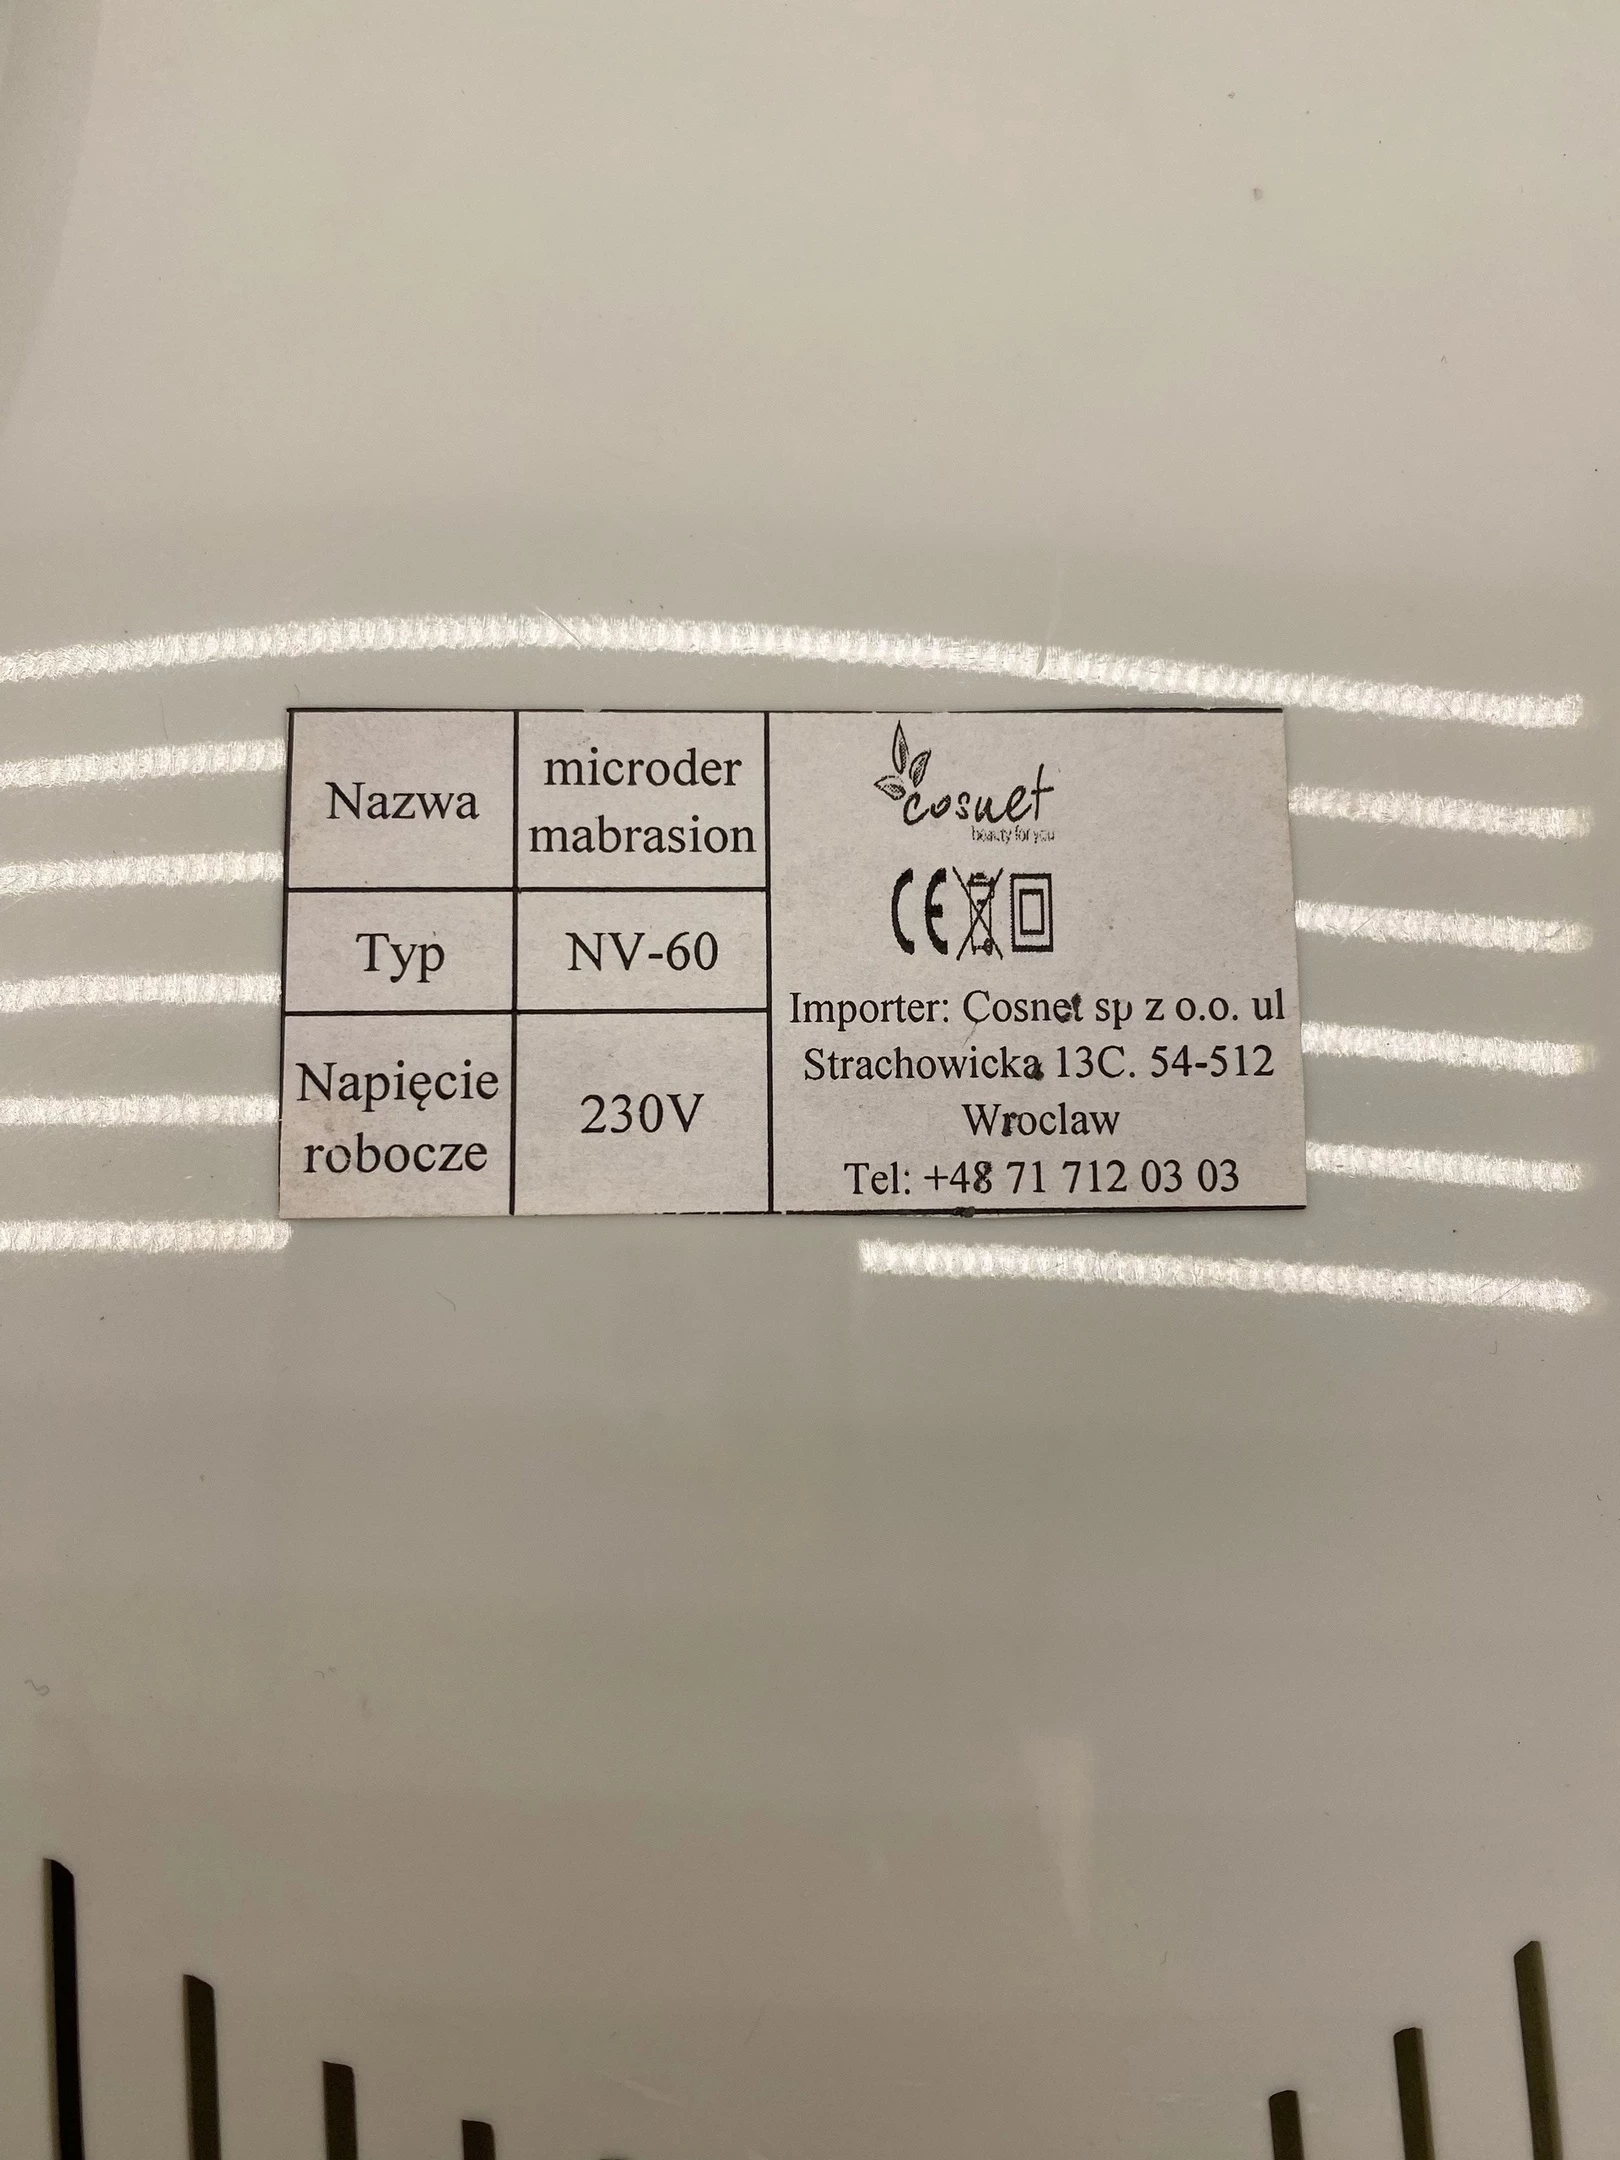 Nazwa
microder
mabrasion
Typ
NV-60
Napięcie
robocze
230V
cosnet
beauty for you
CE
Importer: Cosnet sp z o.o. ul
Strachowicka 13C. 54-512
Wroclaw
Tel: +48 71 712 03 03